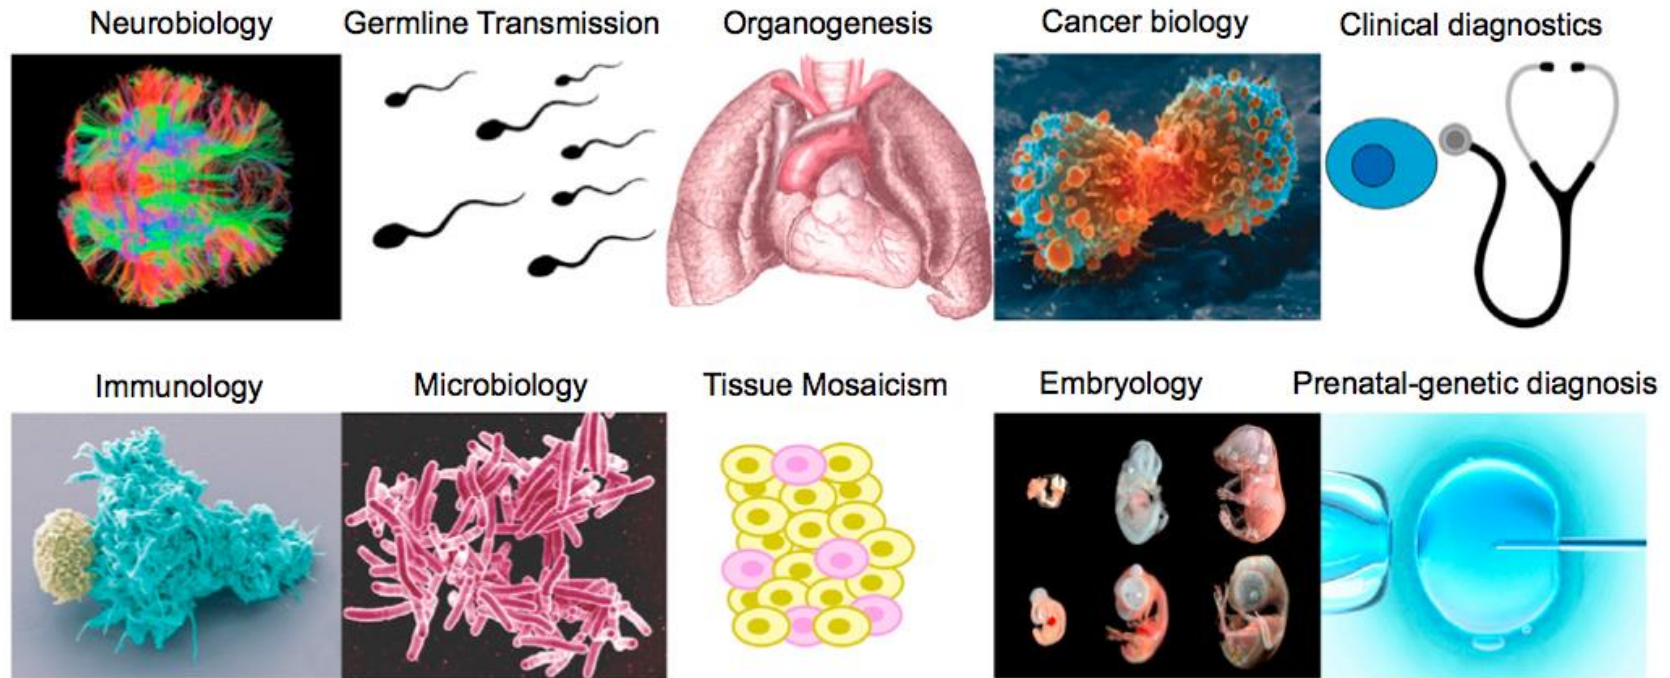 Neurobiology
Germline Transmission
Organogenesis
Cancer biology
Clinical diagnostics
Immunology
Microbiology
Tissue Mosaicism
Embryology
Prenatal-genetic diagnosis